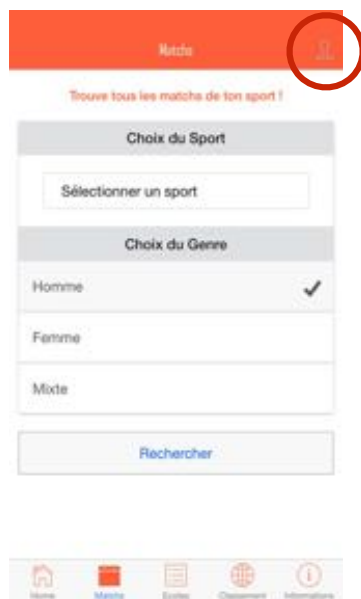 Matchs
Trouve tous les matchs de ton sport !
Choix du Sport
Sélectionner un sport
Choix du Genre
Homme
Femme
Mixte
Rechercher
Home Matchs Ecoles Classement Informations